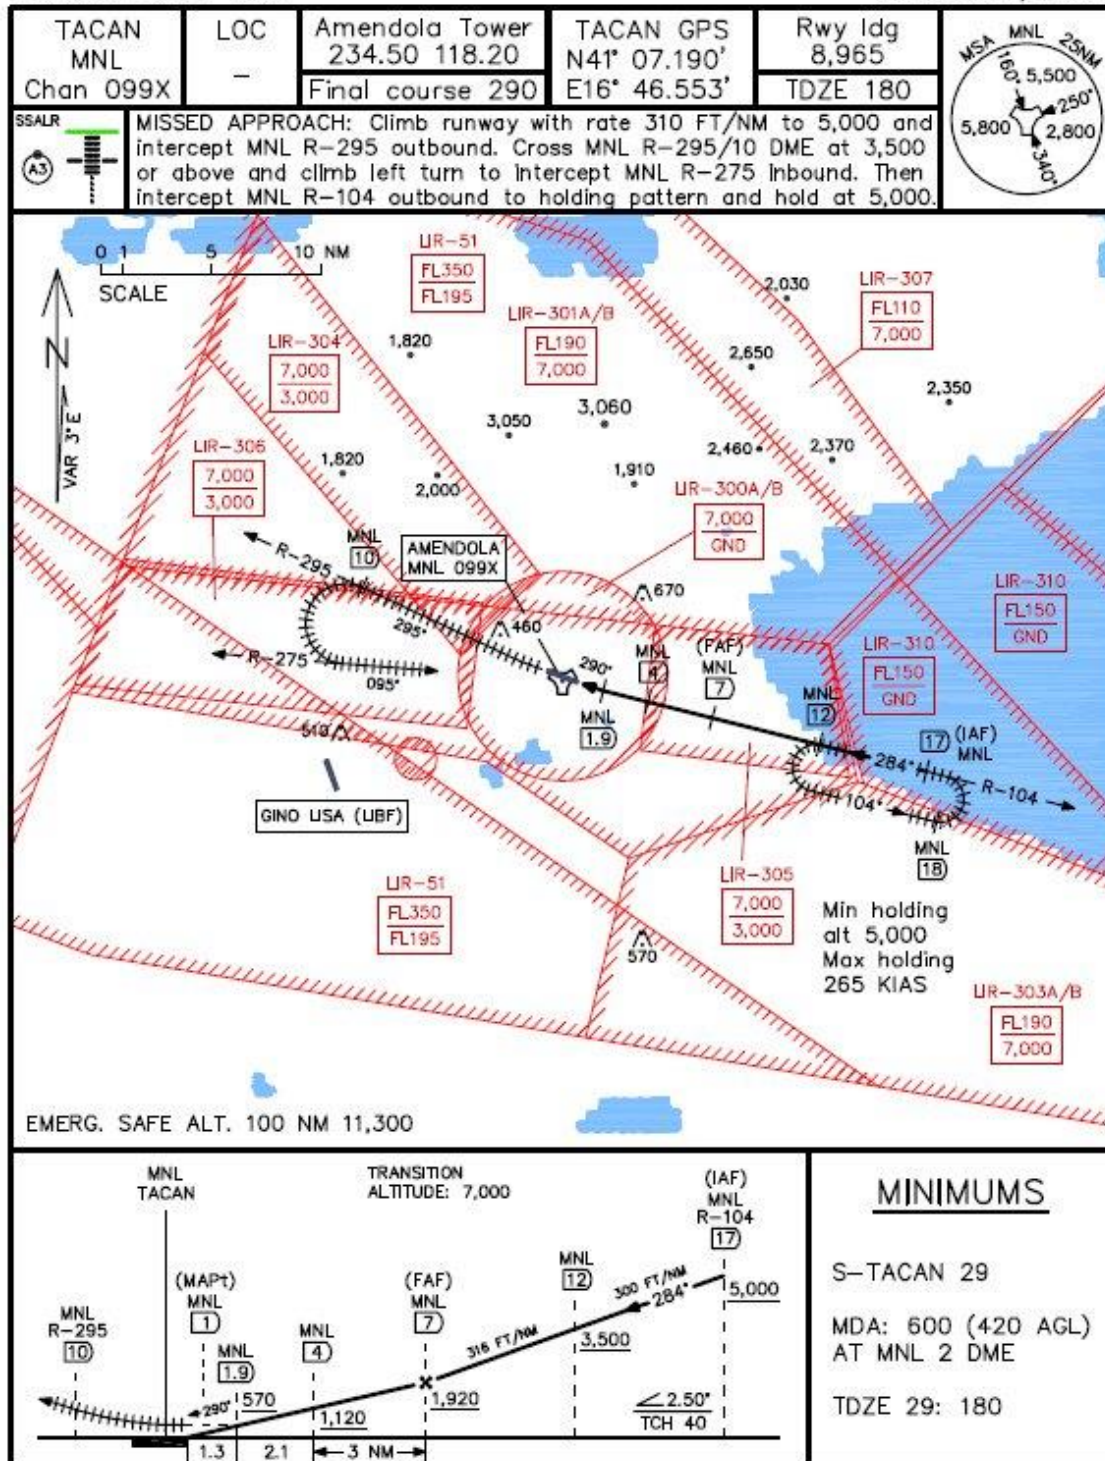 TACAN
MNL
Chan 099X
LOC
–
Amendola Tower
234.50 118.20
Final course 290
TACAN GPS
N41° 07.190'
E16° 46.553'
Rwy ldg
8,965
TDZE 180
MSA MNL 25NM
160°
5,500
250°
5,800
2,800
340°
SSALR
A3
MISSED APPROACH: Climb runway with rate 310 FT/NM to 5,000 and
intercept MNL R-295 outbound. Cross MNL R-295/10 DME at 3,500
or above and climb left turn to intercept MNL R-275 inbound. Then
intercept MNL R-104 outbound to holding pattern and hold at 5,000.
0 1 5 10 NM
SCALE
N
VAR 3°E
LIR-51
FL350
FL195
LIR-301A/B
FL190
7,000
2,030
LIR-307
FL110
7,000
LIR-304
7,000
3,000
1,820
2,650
2,350
3,050
3,060
LIR-306
7,000
3,000
1,820
2,000
1,910
2,460
2,370
LIR-300A/B
7,000
GND
R-295
MNL
10
AMENDOLA
MNL 099X
670
LIR-310
FL150
GND
295°
460
R-275
095°
290°
MNL
4
(FAF)
MNL
7
LIR-310
FL150
GND
MNL
1.9
MNL
12
17 (IAF)
MNL
510
284°
R-104
104°
GINO LISA (LIBF)
MNL
18
LIR-51
FL350
FL195
LIR-305
7,000
3,000
570
Min holding
alt 5,000
Max holding
265 KIAS
LIR-303A/B
FL190
7,000
EMERG. SAFE ALT. 100 NM 11,300
MNL
TACAN
TRANSITION
ALTITUDE: 7,000
(IAF)
MNL
R-104
17
MNL
12
300 FT/NM
284°
5,000
(MAPt)
MNL
1
(FAF)
MNL
7
MNL
R-295
10
MNL
1.9
MNL
4
316 FT/NM
3,500
290°
570
1,120
1,920
2.50°
TCH 40
1.3
2.1
3 NM
MINIMUMS
S-TACAN 29
MDA: 600 (420 AGL)
AT MNL 2 DME
TDZE 29: 180